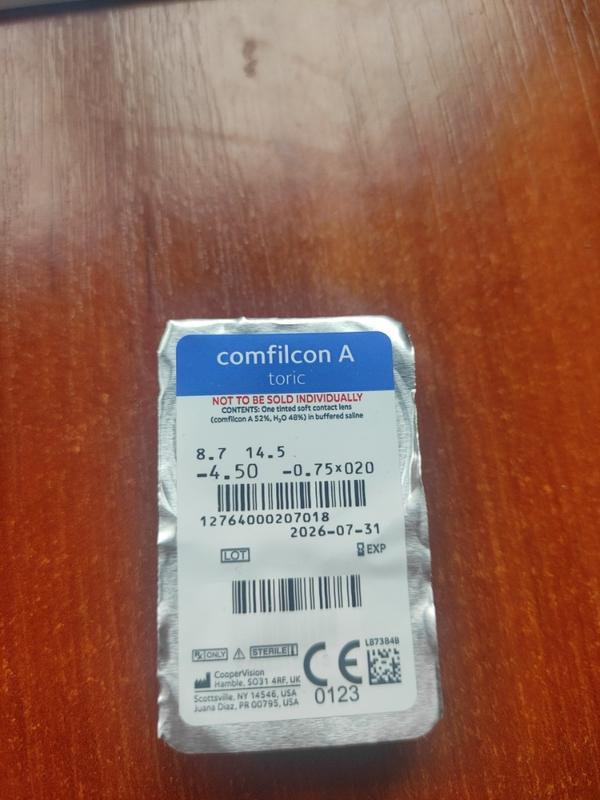 comfilcon A
toric
NOT TO BE SOLD INDIVIDUALLY
CONTENTS: One tinted soft contact lens
(comfilcon A 52%, H₂O 48%) in buffered saline
8.7 14.5
-4.50 -0.75×020
12764000207018
2026-07-31
LOT EXP
Rx ONLY STERILE
L87384B
CooperVision
Hamble, SO31 4RF, UK
Scottsville, NY 14546, USA
Juana Diaz, PR 00795, USA
CE
0123